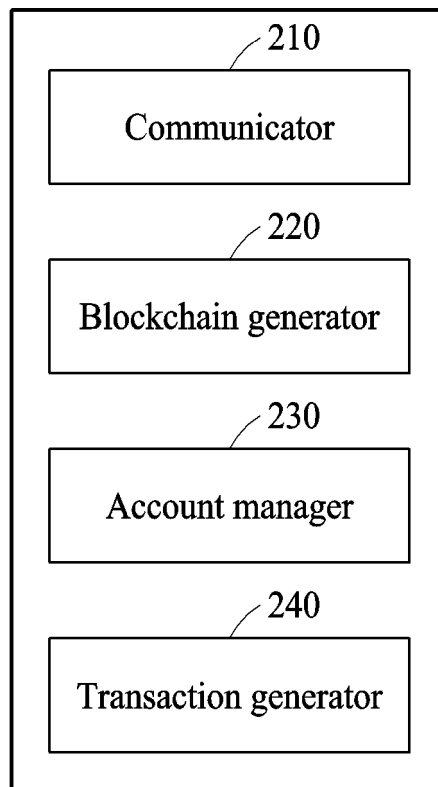 210
Communicator
220
Blockchain generator
230
Account manager
240
Transaction generator